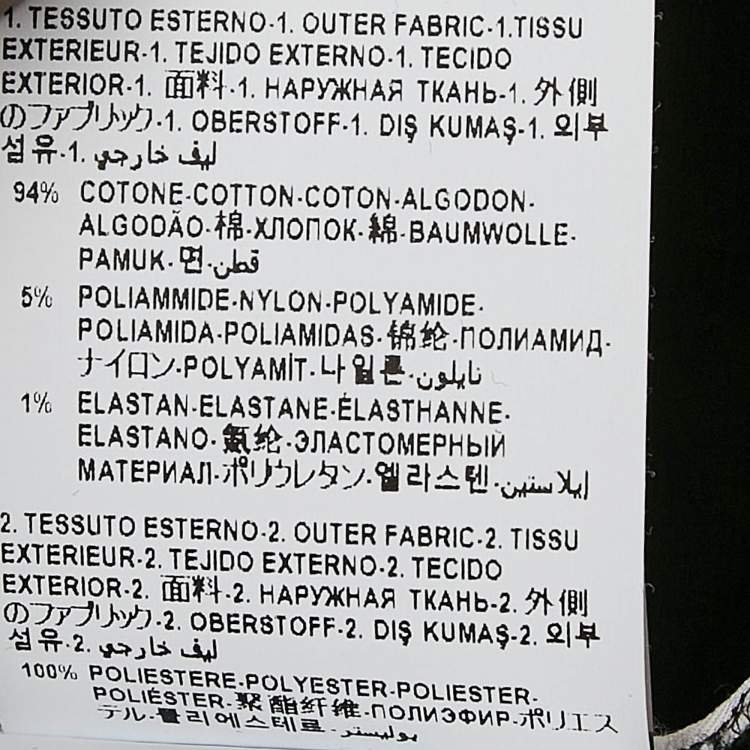 1. TESSUTO ESTERNO-1. OUTER FABRIC-1.TISSU
EXTERIEUR-1. TEJIDO EXTERNO-1. TECIDO
EXTERIOR-1. 面料-1. НАРУЖНАЯ ТКАНЬ-1. 外側
のファブリック-1. OBERSTOFF-1. DIŞ KUMAŞ-1. 외부
섬유-1. ليف خارجي
94% COTONE-COTTON-COTON-ALGODON-
ALGODÃO-棉-ХЛОПОК-綿-BAUMWOLLE-
PAMUK-면-قطن
5% POLIAMMIDE-NYLON-POLYAMIDE-
POLIAMIDA-POLIAMIDAS-锦纶-ПОЛИАМИД-
ナイロン-POLYAMİT-나일론-نايلون
1% ELASTAN-ELASTANE-ÉLASTHANNE-
ELASTANO-氨纶-ЭЛАСТОМЕРНЫЙ
МАТЕРИАЛ-ポリウレタン-엘라스텐-ايلاستين
2. TESSUTO ESTERNO-2. OUTER FABRIC-2. TISSU
EXTERIEUR-2. TEJIDO EXTERNO-2. TECIDO
EXTERIOR-2. 面料-2. НАРУЖНАЯ ТКАНЬ-2. 外側
のファブリック-2. OBERSTOFF-2. DIŞ KUMAŞ-2. 외부
섬유-2. ليف خارجي
100% POLIESTERE-POLYESTER-POLIESTER-
POLIÉSTER-聚酯纤维-ПОЛИЭФИР-ポリエス
テル-폴리에스테르-بوليستر